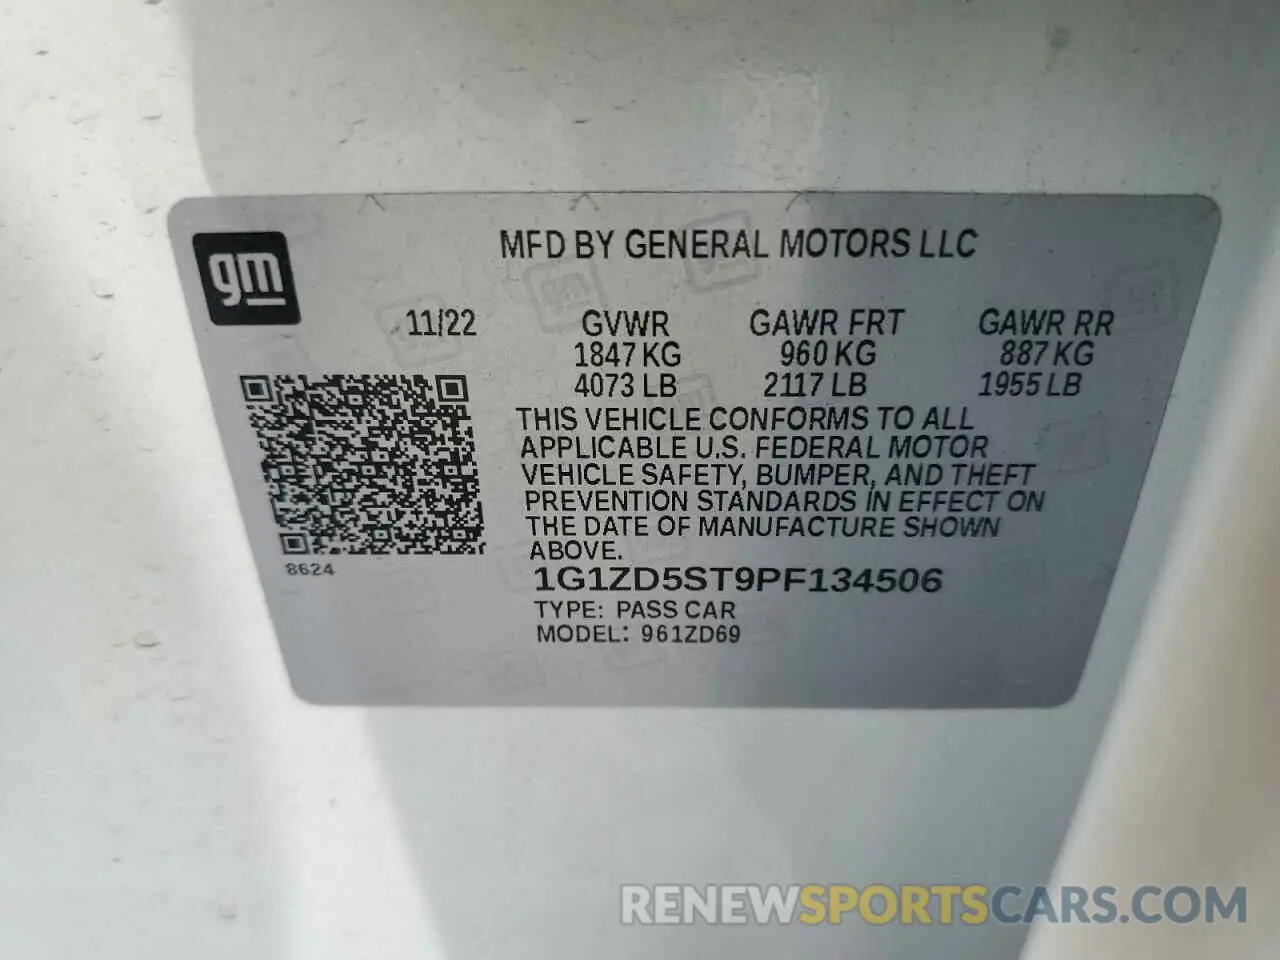 gm
MFD BY GENERAL MOTORS LLC
11/22 GVWR GAWR FRT GAWR RR
1847 KG 960 KG 887 KG
4073 LB 2117 LB 1955 LB
THIS VEHICLE CONFORMS TO ALL
APPLICABLE U.S. FEDERAL MOTOR
VEHICLE SAFETY, BUMPER, AND THEFT
PREVENTION STANDARDS IN EFFECT ON
THE DATE OF MANUFACTURE SHOWN
ABOVE.
8624
1G1ZD5ST9PF134506
TYPE: PASS CAR
MODEL: 961ZD69
RENEWSPORTSCARS.COM